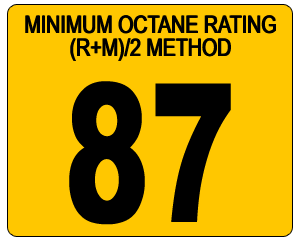 MINIMUM OCTANE RATING
(R+M)/2 METHOD
87